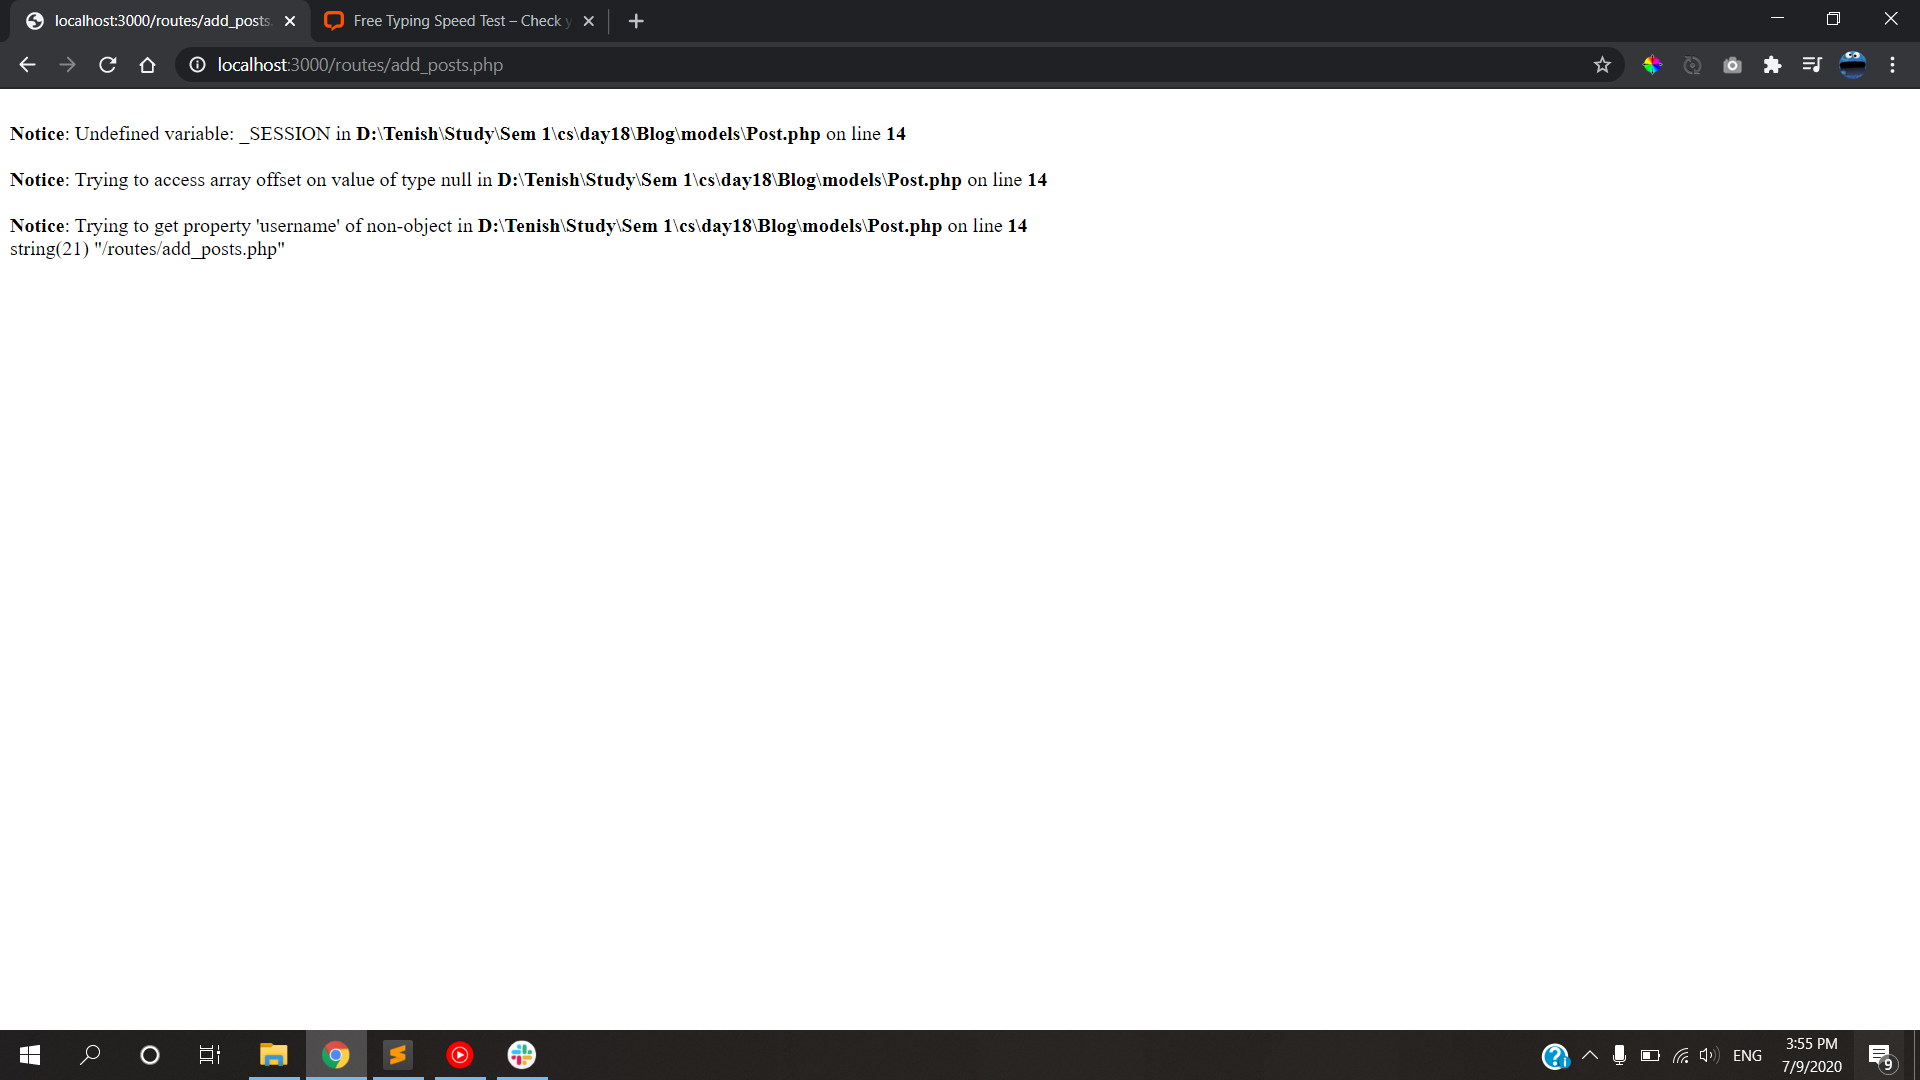 localhost:3000/routes/add_posts.
Free Typing Speed Test – Check y
localhost:3000/routes/add_posts.php
Notice: Undefined variable: _SESSION in D:\Tenish\Study\Sem 1\cs\day18\Blog\models\Post.php on line 14
Notice: Trying to access array offset on value of type null in D:\Tenish\Study\Sem 1\cs\day18\Blog\models\Post.php on line 14
Notice: Trying to get property 'username' of non-object in D:\Tenish\Study\Sem 1\cs\day18\Blog\models\Post.php on line 14
string(21) "/routes/add_posts.php"
ENG
3:55 PM
7/9/2020
9